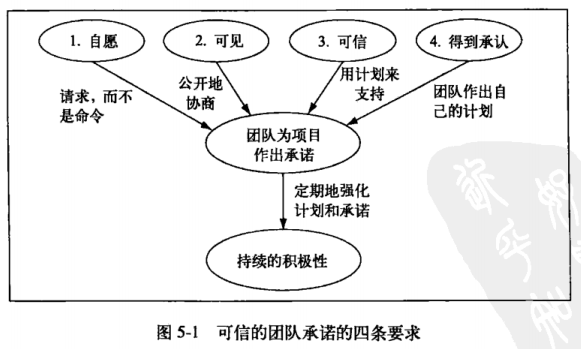 1. 自愿
2. 可见
3. 可信
4. 得到承认
请求，而不
是命令
公开地
协商
用计划来
支持
团队作出自
己的计划
团队为项目
作出承诺
定期地强化
计划和承诺
持续的积极性
图 5-1 可信的团队承诺的四条要求